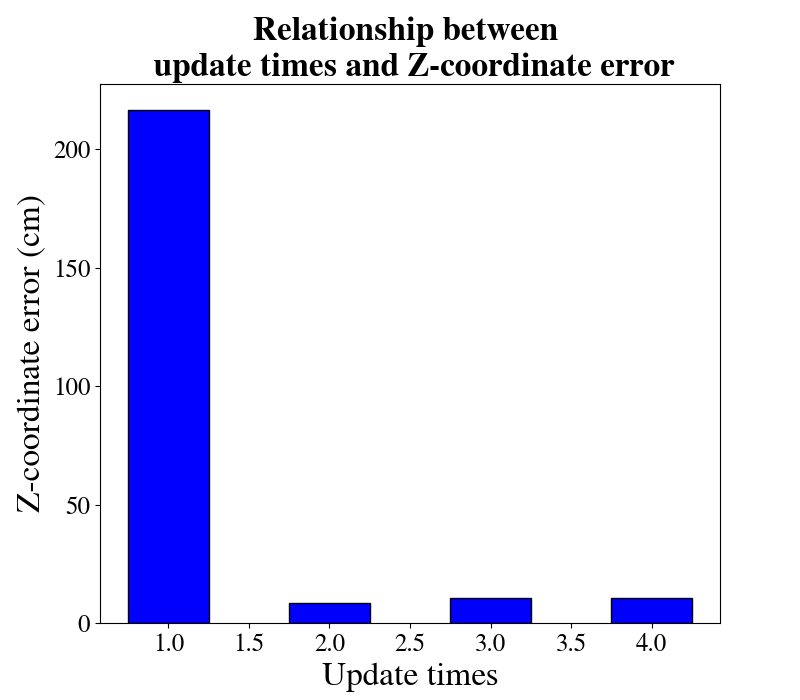 Relationship between
update times and Z-coordinate error
Z-coordinate error (cm)
200
150
100
50
0
1.0 1.5 2.0 2.5 3.0 3.5 4.0
Update times